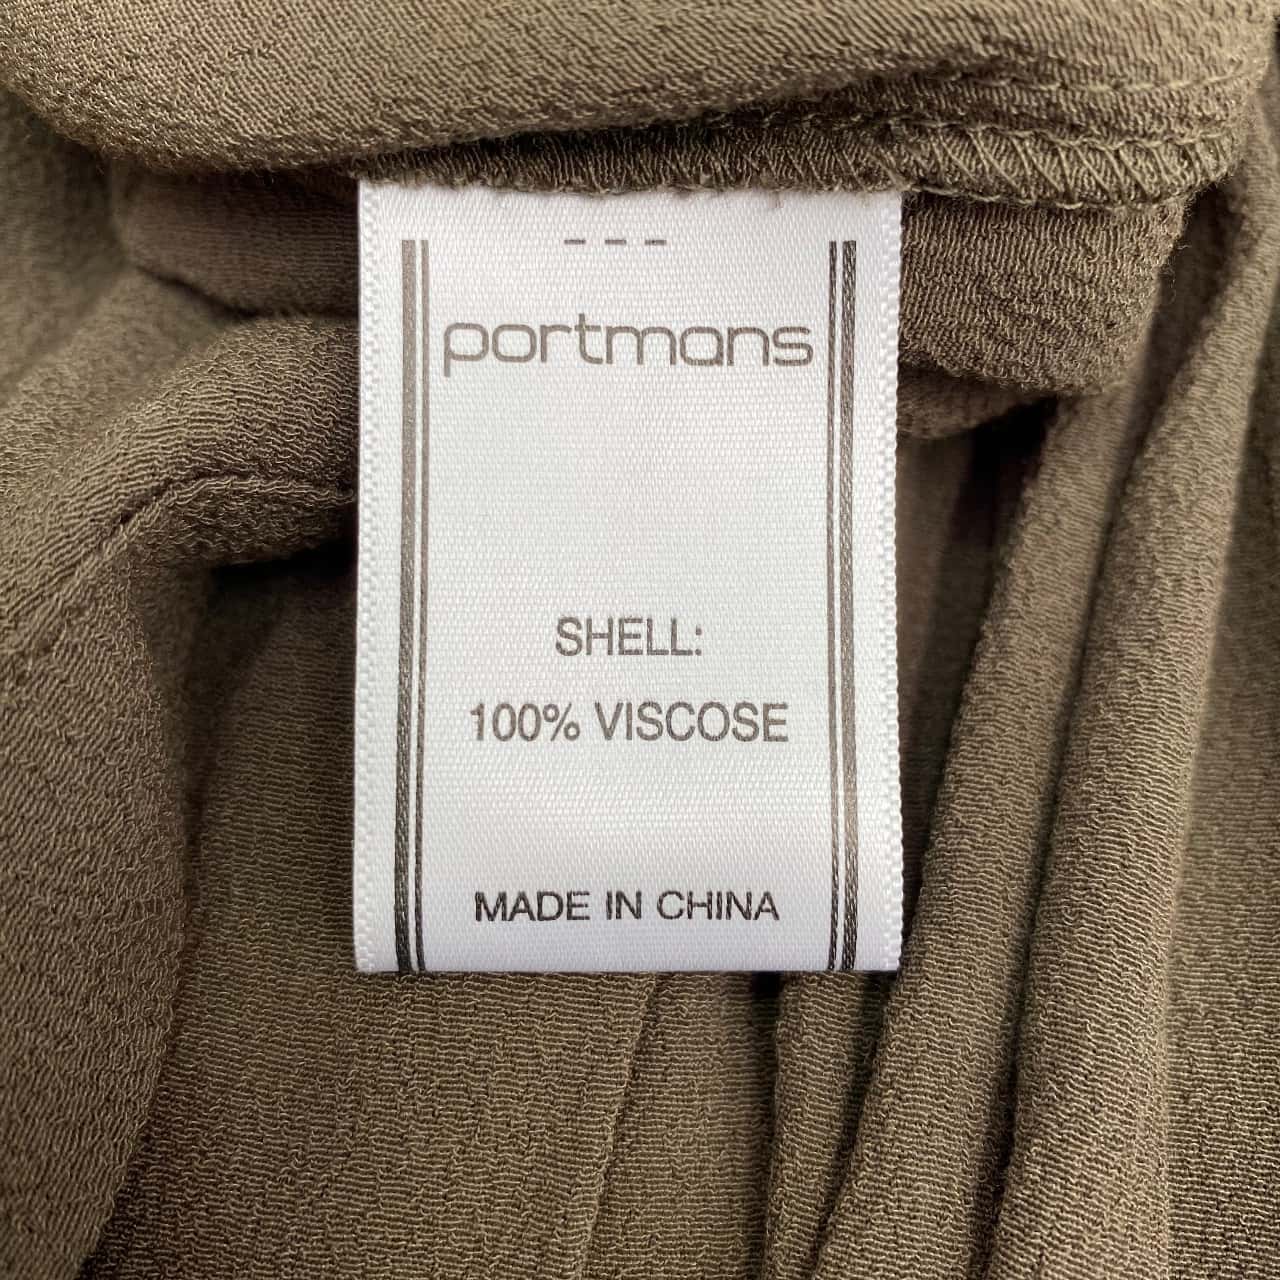 ---
portmans
SHELL:
100% VISCOSE
MADE IN CHINA